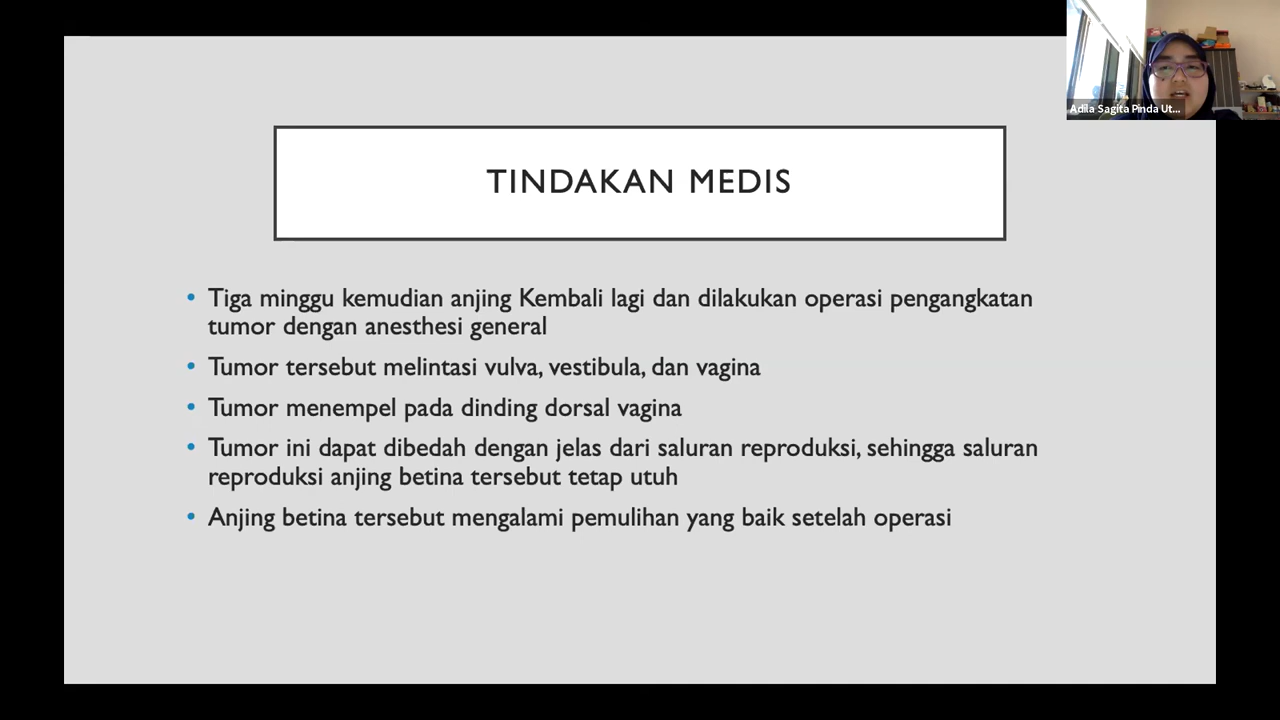 Adila Sagita Pinda Ut...
TINDAKAN MEDIS
• Tiga minggu kemudian anjing Kembali lagi dan dilakukan operasi pengangkatan
tumor dengan anesthesi general
• Tumor tersebut melintasi vulva, vestibula, dan vagina
• Tumor menempel pada dinding dorsal vagina
• Tumor ini dapat dibedah dengan jelas dari saluran reproduksi, sehingga saluran
reproduksi anjing betina tersebut tetap utuh
• Anjing betina tersebut mengalami pemulihan yang baik setelah operasi